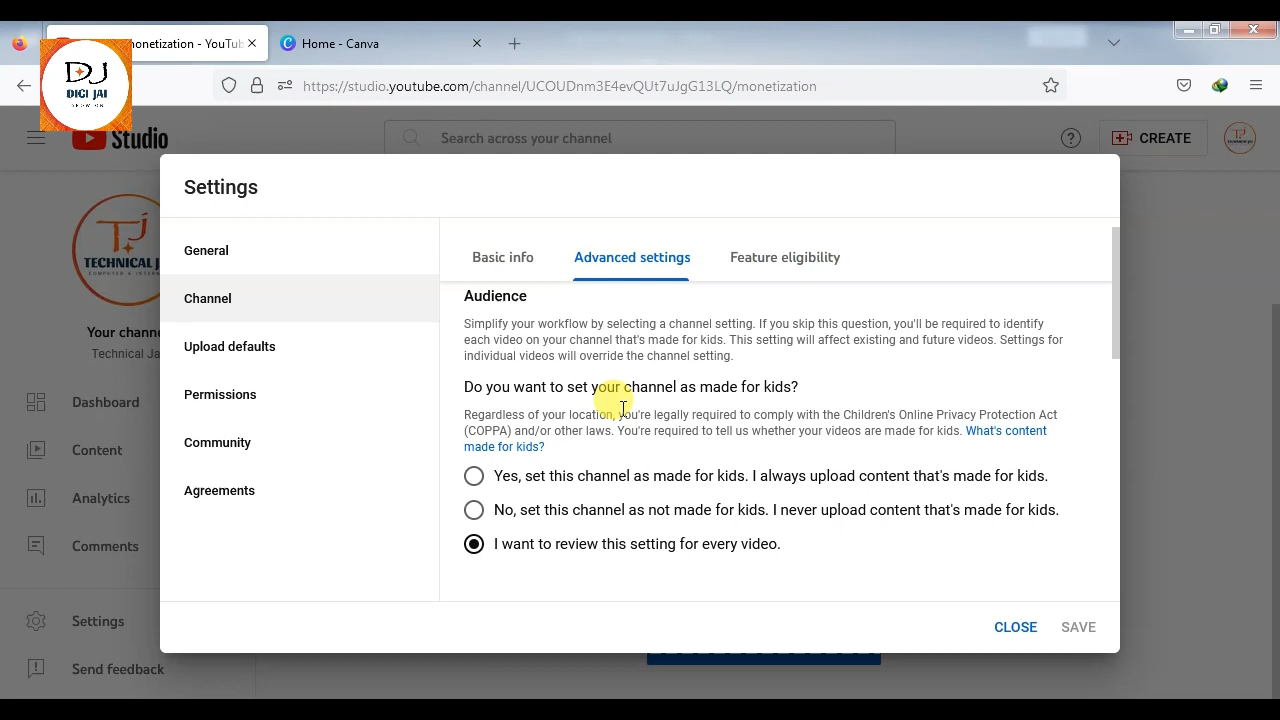 onetization - YouTub
Home - Canva
https://studio.youtube.com/channel/UCOUDnm3E4evQUt7uJgG13LQ/monetization
DJ
DIGI JAI
Studio
Search across your channel
CREATE
Settings
TJ
TECHNICAL J
COMPUTER & INTER
Your chann
Technical Ja
Dashboard
Content
Analytics
Comments
Settings
Send feedback
General
Channel
Upload defaults
Permissions
Community
Agreements
Basic info
Advanced settings
Feature eligibility
Audience
Simplify your workflow by selecting a channel setting. If you skip this question, you'll be required to identify
each video on your channel that's made for kids. This setting will affect existing and future videos. Settings for
individual videos will override the channel setting.
Do you want to set your channel as made for kids?
Regardless of your location, you're legally required to comply with the Children's Online Privacy Protection Act
(COPPA) and/or other laws. You're required to tell us whether your videos are made for kids. What's content
made for kids?
Yes, set this channel as made for kids. I always upload content that's made for kids.
No, set this channel as not made for kids. I never upload content that's made for kids.
I want to review this setting for every video.
CLOSE
SAVE